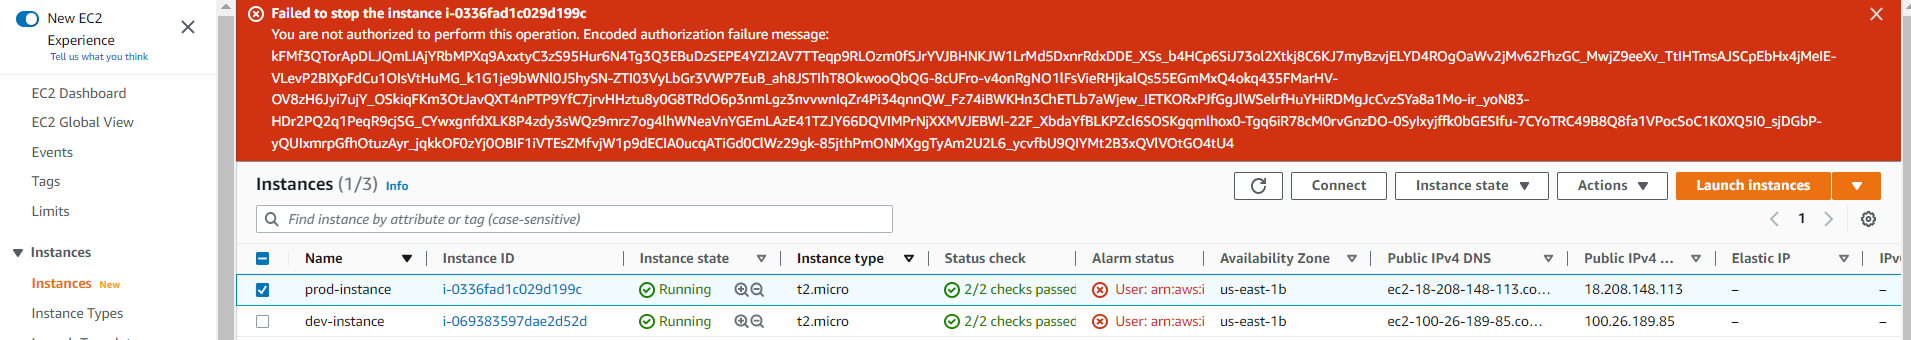 New EC2
Experience
Tell us what you think
EC2 Dashboard
EC2 Global View
Events
Tags
Limits
Instances
Instances New
Instance Types
Failed to stop the instance i-0336fad1c029d199c
You are not authorized to perform this operation. Encoded authorization failure message:
kFMf3QTorApDLJQmLIAjYRbMPXq9AxxtyC3zS95Hur6N4Tg3Q3EBuDzSEPE4YZI2AV7TTeqp9RLOzm0fSJrYVJBHNKJW1LrMd5DxnrRdxDDE_XSs_b4HCp6SiJ73ol2Xtkj8C6KJ7myBzvjELYD4ROgOaWv2jMv62FhzGC_MwjZ9eeXv_TtIHTmsAJSCpEbHx4jMeIE-
VLevP2BIXpFdCu1OIsVtHuMG_k1G1je9bWNl0J5hySN-ZTI03VyLbGr3VWP7EuB_ah8JSTIhT8OkwooQbQG-8cUFro-v4onRgNO1lFsVieRHjkalQs55EGmMxQ4okq435FMarHV-
OV8zH6Jyi7ujY_OSkiqFKm3OtJavQXT4nPTP9YfC7jrvHHztu8y0G8TRdO6p3nmLgz3nvvwnIqZr4Pi34qnnQW_Fz74iBWKHn3ChETLb7aWjew_IETKORxPJfGgJlWSelrfHuYHiRDMgJcCvzSYa8a1Mo-ir_yoN83-
HDr2PQ2q1PeqR9cjSG_CYwxgnfdXLK8P4zdy3sWQz9mrz7og4lhWNeaVnYGEmLAzE41TZJY66DQVIMPrNjXXMVJEBWl-22F_XbdaYfBLKPZcl6SOSKgqmlhox0-Tgq6iR78cM0rvGnzDO-0SyIxyjffk0bGESIfu-7CYoTRC49B8Q8fa1VPocSoC1K0XQ5I0_sjDGbP-
yQUIxmrpGfhOtuzAyr_jqkkOF0zYj0OBIF1iVTEsZMfvjW1p9dECIA0ucqATiGd0ClWz29gk-85jthPmONMXggTyAm2U2L6_ycvfbU9QIYMt2B3xQVlVOtGO4tU4
Instances (1/3) Info
Connect
Instance state
Actions
Launch instances
Find instance by attribute or tag (case-sensitive)
1
Name Instance ID Instance state Instance type Status check Alarm status Availability Zone Public IPv4 DNS Public IPv4 ... Elastic IP
prod-instance i-0336fad1c029d199c Running t2.micro 2/2 checks passed User: arn:aws:i us-east-1b ec2-18-208-148-113.co... 18.208.148.113 –
dev-instance i-069383597dae2d52d Running t2.micro 2/2 checks passed User: arn:aws:i us-east-1b ec2-100-26-189-85.co... 100.26.189.85 –